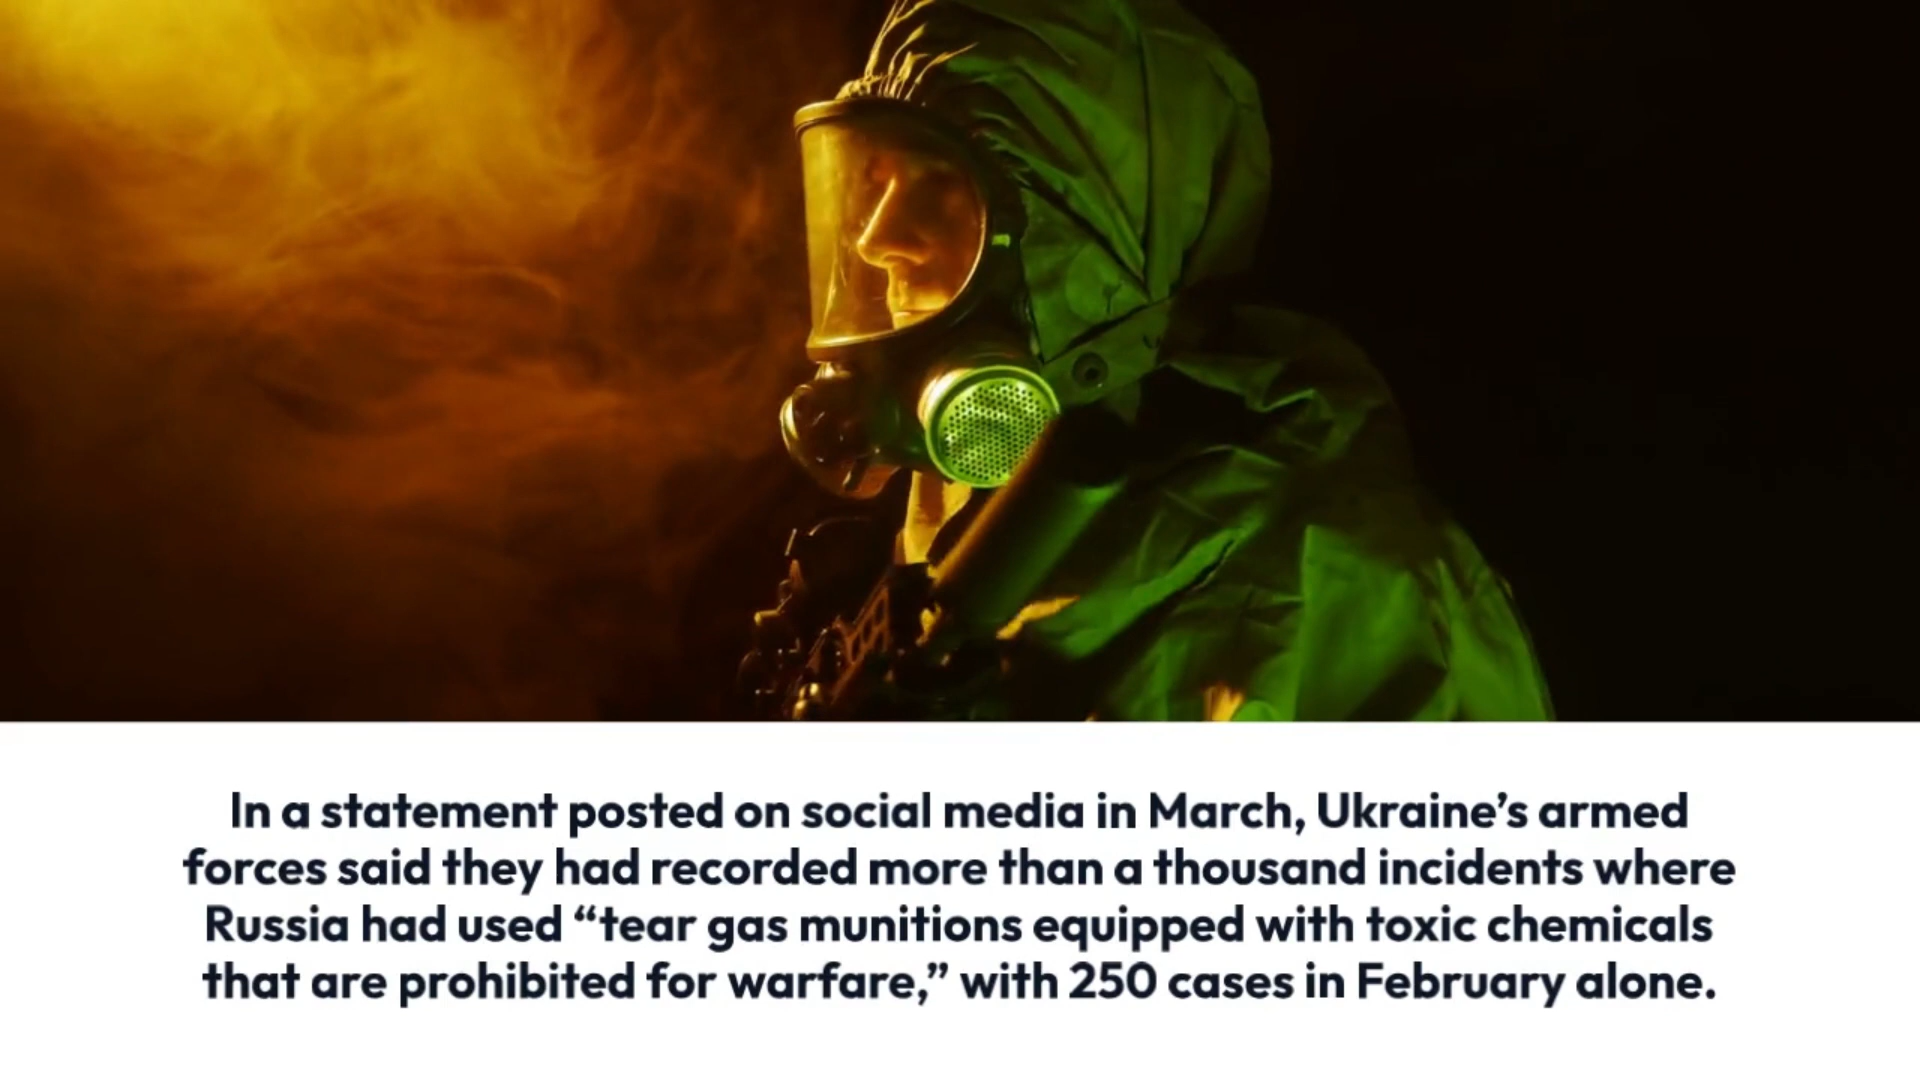 In a statement posted on social media in March, Ukraine’s armed
forces said they had recorded more than a thousand incidents where
Russia had used “tear gas munitions equipped with toxic chemicals
that are prohibited for warfare,” with 250 cases in February alone.